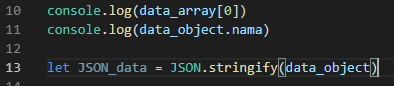 10 console.log(data_array[0])
11 console.log(data_object.nama)
12
13 let JSON_data = JSON.stringify(data_object)